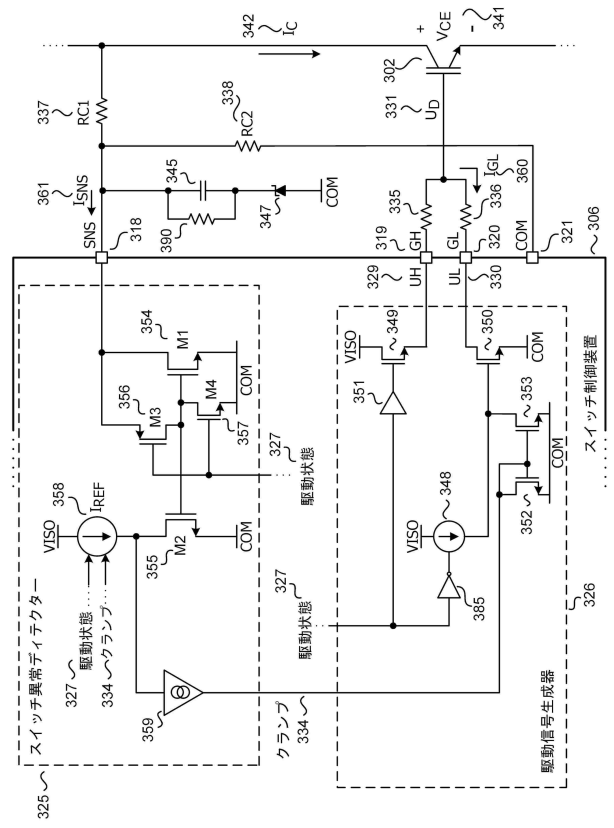 342
IC
337
RC1
338
RC2
+
VCE
-
341
302
331
UD
361
ISNS
SNS
318
345
390
347
COM
335
336
IGL
360
319
GH
329
UH
GL
320
UL
330
COM
321
306
スイッチ制御装置
スイッチ異常ディテクター
325
354
M1
COM
356
M3
M4
357
327
駆動状態
358
IREF
VISO
327
駆動状態
334
クランプ
355
M2
COM
359
クランプ
334
VISO
349
351
350
COM
353
352
COM
VISO
348
385
327
駆動状態
326
駆動信号生成器